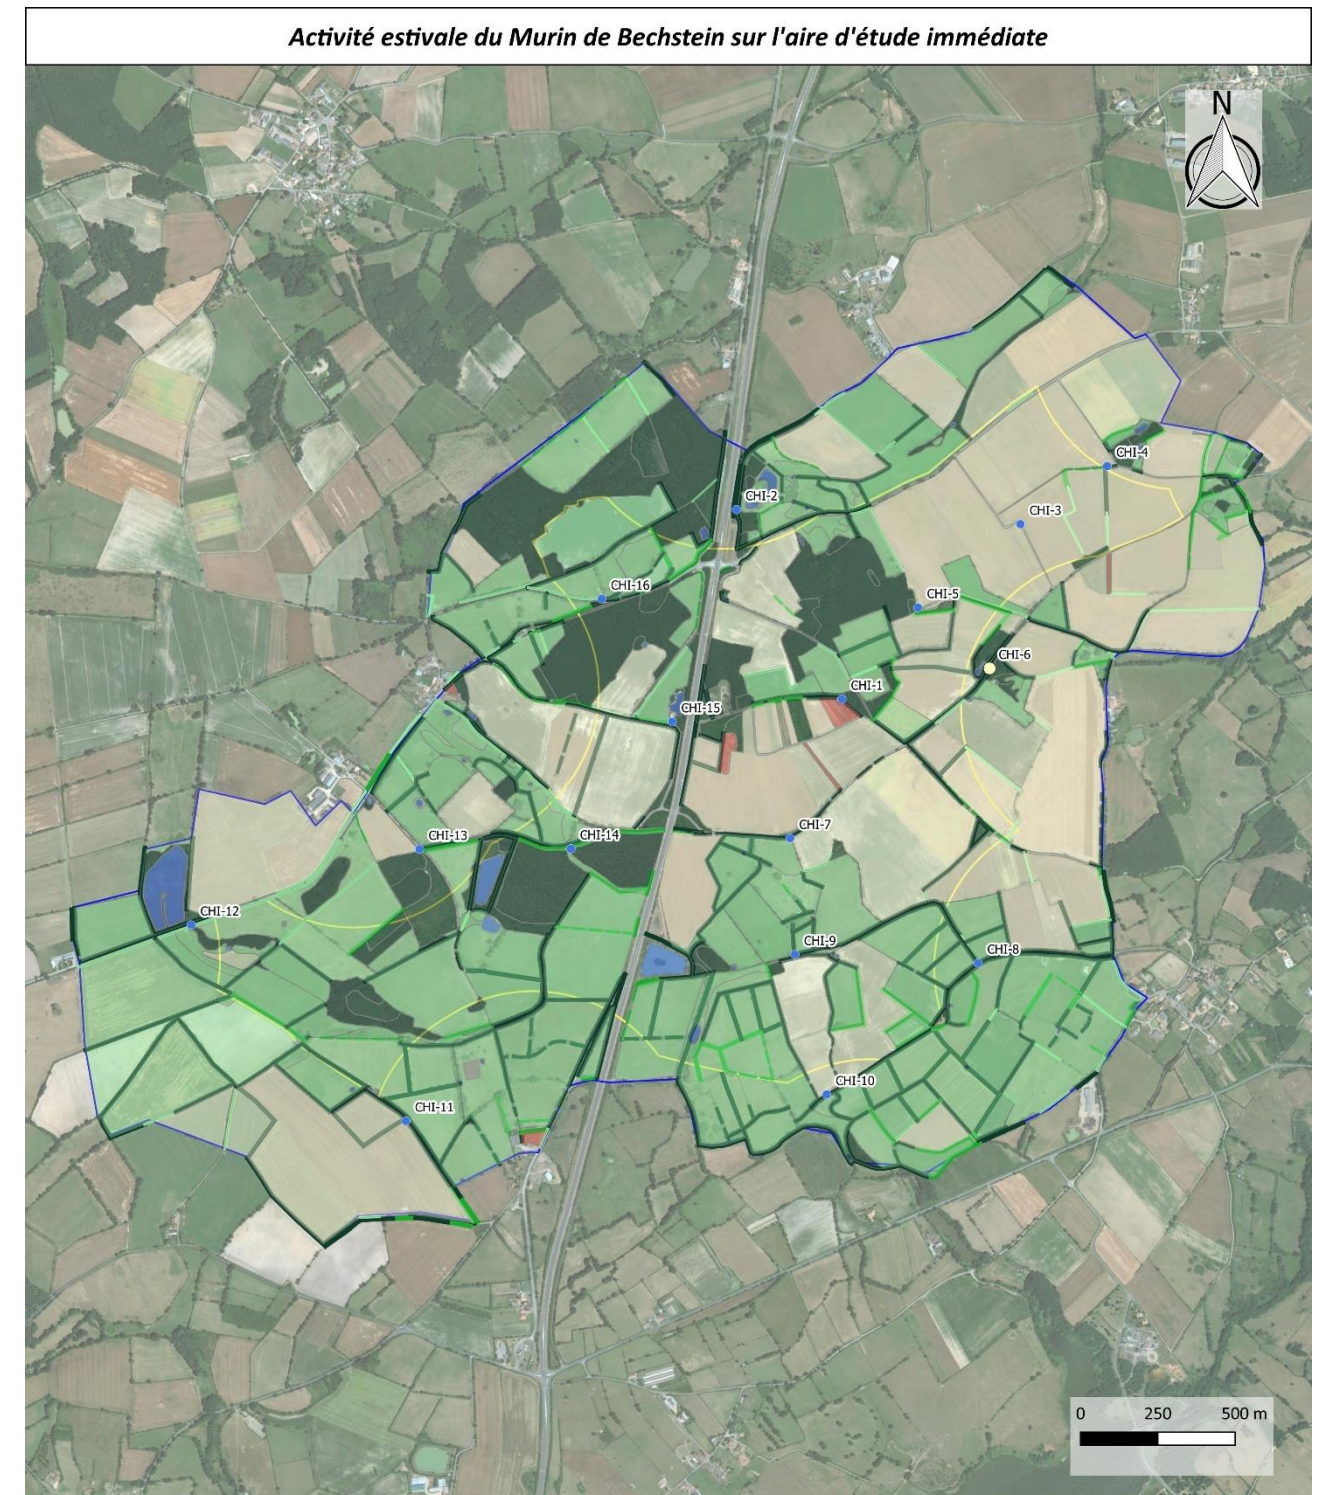 Activité estivale du Murin de Bechstein sur l'aire d'étude immédiate
N
CHI-4
CHI-2
CHI-3
CHI-16
CHI-5
CHI-6
CHI-1
CHI-15
CHI-7
CHI-13
CHI-14
CHI-12
CHI-9
CHI-8
CHI-10
CHI-11
0 250 500 m